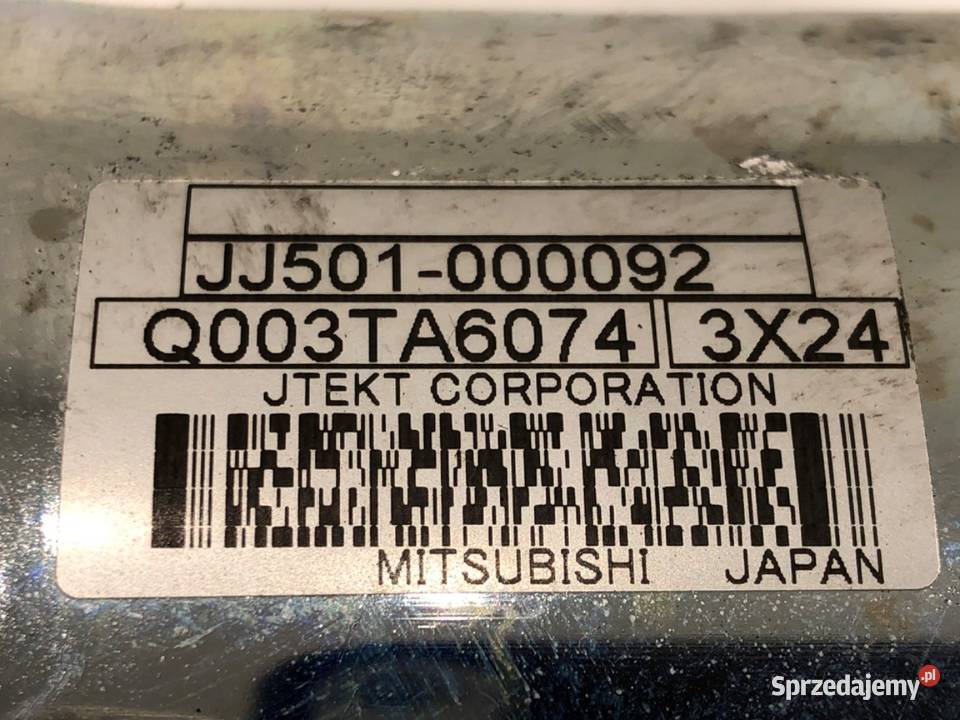 JJ501-000092
Q003TA6074 3X24
JTEKT CORPORATION
MITSUBISHI JAPAN
Sprzedajemy.pl